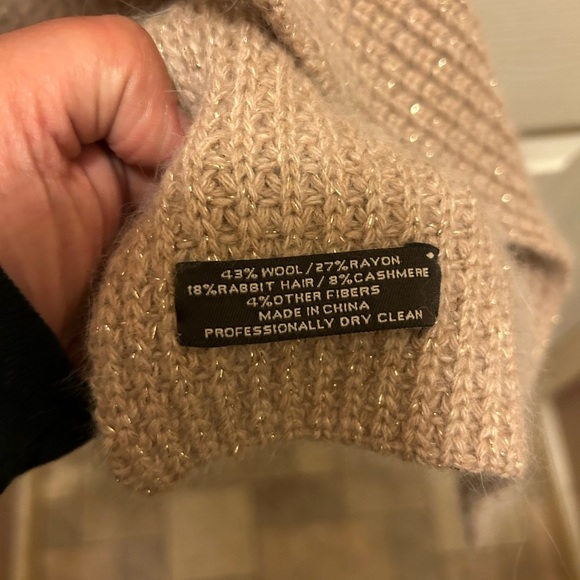 43% WOOL/27%RAYON
18%RABBIT HAIR/8%CASHMERE
4%OTHER FIBERS
MADE IN CHINA
PROFESSIONALLY DRY CLEAN